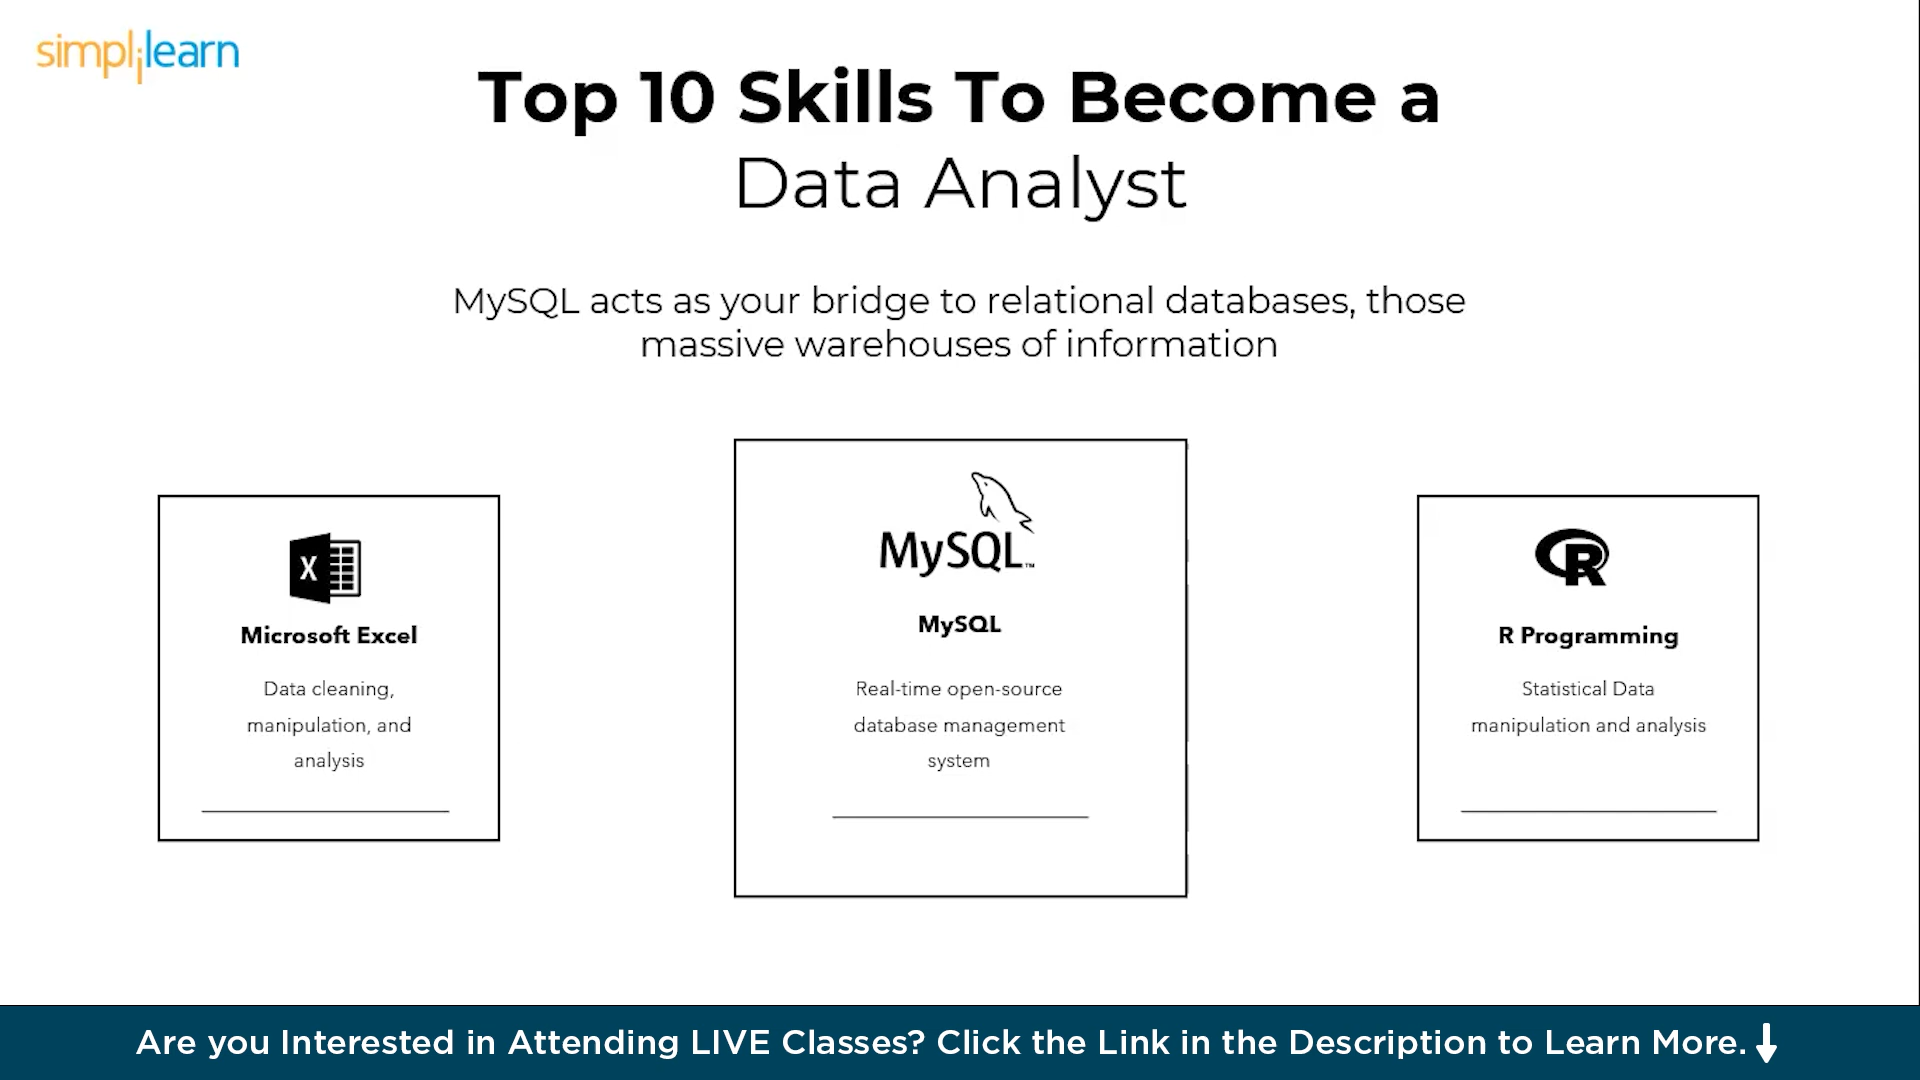 simplilearn
Top 10 Skills To Become a
Data Analyst
MySQL acts as your bridge to relational databases, those
massive warehouses of information
X
Microsoft Excel
Data cleaning,
manipulation, and
analysis
MySQL™
MySQL
Real-time open-source
database management
system
R
R Programming
Statistical Data
manipulation and analysis
Are you Interested in Attending LIVE Classes? Click the Link in the Description to Learn More.